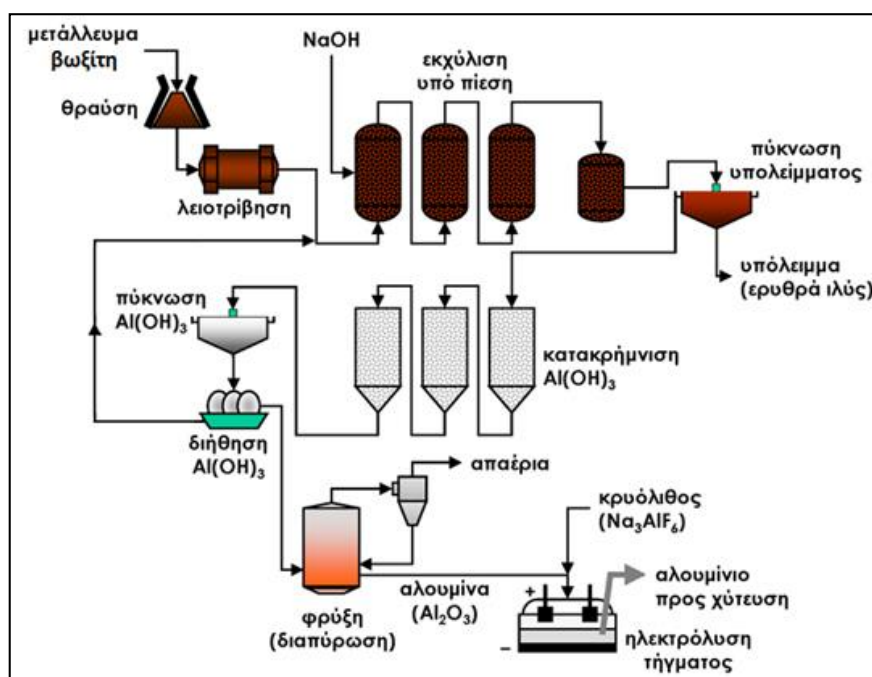 μετάλλευμα
βωξίτη
NaOH
εκχύλιση
υπό πίεση
θραύση
λειοτρίβηση
πύκνωση
υπολείμματος
υπόλειμμα
(ερυθρά ιλύς)
πύκνωση
Al(OH)3
κατακρήμνιση
Al(OH)3
διήθηση
Al(OH)3
απαέρια
κρυόλιθος
(Na3AlF6)
φρύξη
(διαπύρωση)
αλουμίνα
(Al2O3)
+
−
αλουμίνιο
προς χύτευση
ηλεκτρόλυση
τήγματος